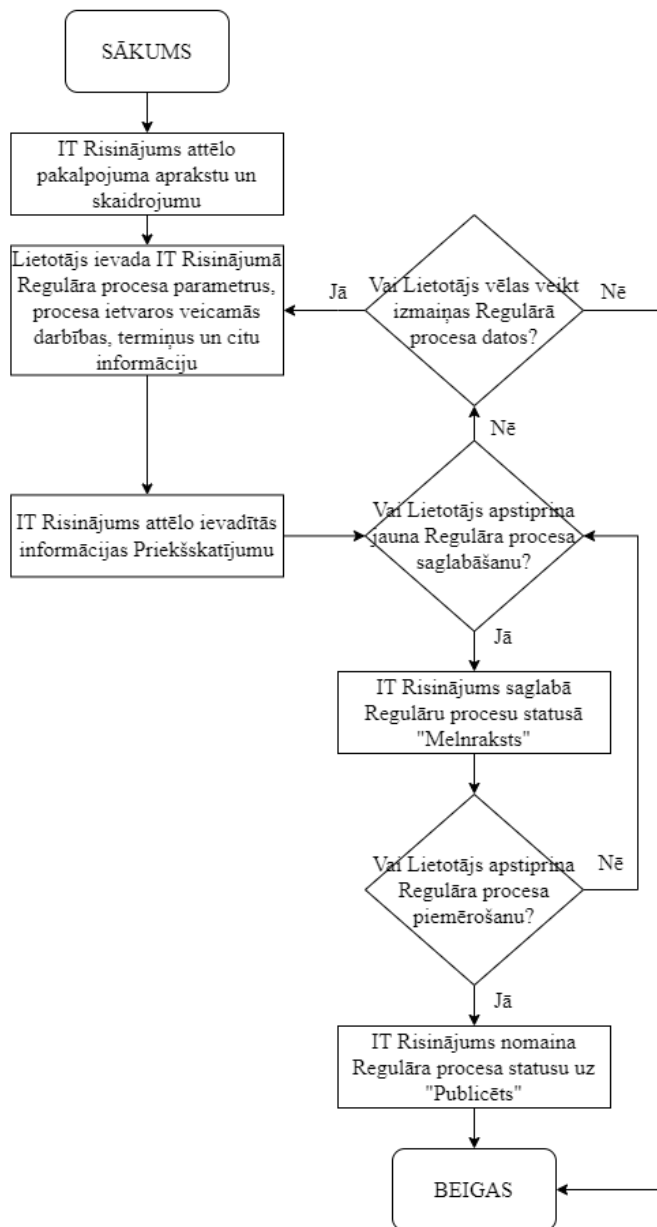 SĀKUMS
IT Risinājums attēlo
pakalpojuma aprakstu un
skaidrojumu
Lietotājs ievada IT Risinājumā
Regulāra procesa parametrus,
procesa ietvaros veicamās
darbības, termiņus un citu
informāciju
Jā
Vai Lietotājs vēlas veikt
izmaiņas Regulārā
procesa datos?
Nē
Nē
IT Risinājums attēlo ievadītās
informācijas Priekšskatījumu
Vai Lietotājs apstiprina
jauna Regulāra procesa
saglabāšanu?
Jā
IT Risinājums saglabā
Regulāru procesu statusā
"Melnraksts"
Vai Lietotājs apstiprina
Regulāra procesa
piemērošanu?
Nē
Jā
IT Risinājums nomaina
Regulāra procesa statusu uz
"Publicēts"
BEIGAS